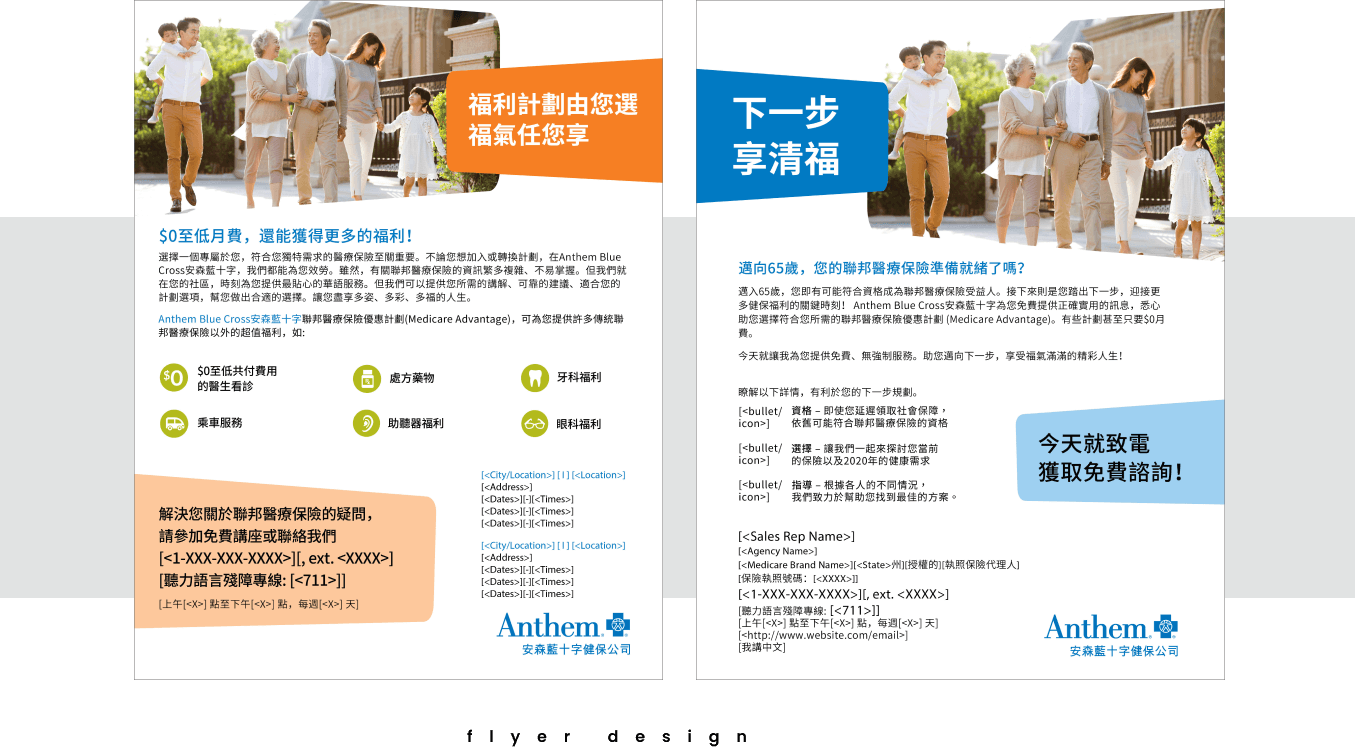 福利計劃由您選
福氣任您享
$0至低月費，還能獲得更多的福利！
選擇一個專屬於您，符合您獨特需求的醫療保險至關重要。不論您想加入或轉換計劃，在Anthem Blue
Cross安森藍十字，我們都能為您效勞。雖然，有關聯邦醫療保險的資訊繁多複雜、不易掌握。但我們就
在您的社區，時刻為您提供最貼心的華語服務。但我們可以提供您所需的講解、可靠的建議、適合您的
計劃選項，幫您做出合適的選擇。讓您盡享多姿、多彩、多福的人生。
Anthem Blue Cross安森藍十字聯邦醫療保險優惠計劃(Medicare Advantage)，可為您提供許多傳統聯
邦醫療保險以外的超值福利，如:
$0
$0至低共付費用
的醫生看診
處方藥物
牙科福利
乘車服務
助聽器福利
眼科福利
解決您關於聯邦醫療保險的疑問，
請參加免費講座或聯絡我們
[<1-XXX-XXX-XXXX>][, ext. <XXXX>]
[聽力語言殘障專線: [<711>]]
[上午[<X>] 點至下午[<X>] 點，每週[<X>] 天]
[<City/Location>] [ I ] [<Location>]
[<Address>]
[<Dates>][-][<Times>]
[<Dates>][-][<Times>]
[<Dates>][-][<Times>]
[<City/Location>] [ I ] [<Location>]
[<Address>]
[<Dates>][-][<Times>]
[<Dates>][-][<Times>]
[<Dates>][-][<Times>]
Anthem
安森藍十字健保公司
下一步
享清福
邁向65歲，您的聯邦醫療保險準備就緒了嗎？
邁入65歲，您即有可能符合資格成為聯邦醫療保險受益人。接下來則是您踏出下一步，迎接更
多健保福利的關鍵時刻！ Anthem Blue Cross安森藍十字為您免費提供正確實用的訊息，悉心
助您選擇符合您所需的聯邦醫療保險優惠計劃 (Medicare Advantage)。有些計劃甚至只要$0月
費。
今天就讓我為您提供免費、無強制服務。助您邁向下一步，享受福氣滿滿的精彩人生！
瞭解以下詳情，有利於您的下一步規劃。
[<bullet/ 資格 – 即使您延遲領取社會保障，
icon>] 依舊可能符合聯邦醫療保險的資格
[<bullet/ 選擇 – 讓我們一起來探討您當前
icon>] 的保險以及2020年的健康需求
[<bullet/ 指導 – 根據各人的不同情況，
icon>] 我們致力於幫助您找到最佳的方案。
今天就致電
獲取免費諮詢！
[<Sales Rep Name>]
[<Agency Name>]
[<Medicare Brand Name>][<State>州][授權的][執照保險代理人]
[保險執照號碼：[<XXXX>]]
[<1-XXX-XXX-XXXX>][, ext. <XXXX>]
[聽力語言殘障專線: [<711>]]
[上午[<X>] 點至下午[<X>] 點，每週[<X>] 天]
[<http://www.website.com/email>]
[我講中文]
Anthem
安森藍十字健保公司
flyer design